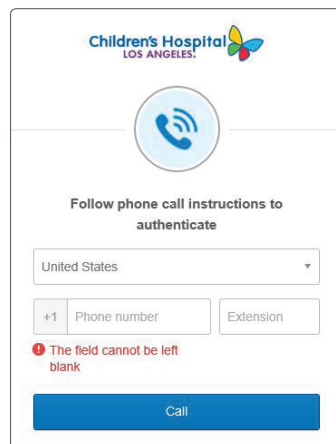 Children's Hospital
LOS ANGELES.
Follow phone call instructions to
authenticate
United States
+1 Phone number Extension
The field cannot be left
blank
Call